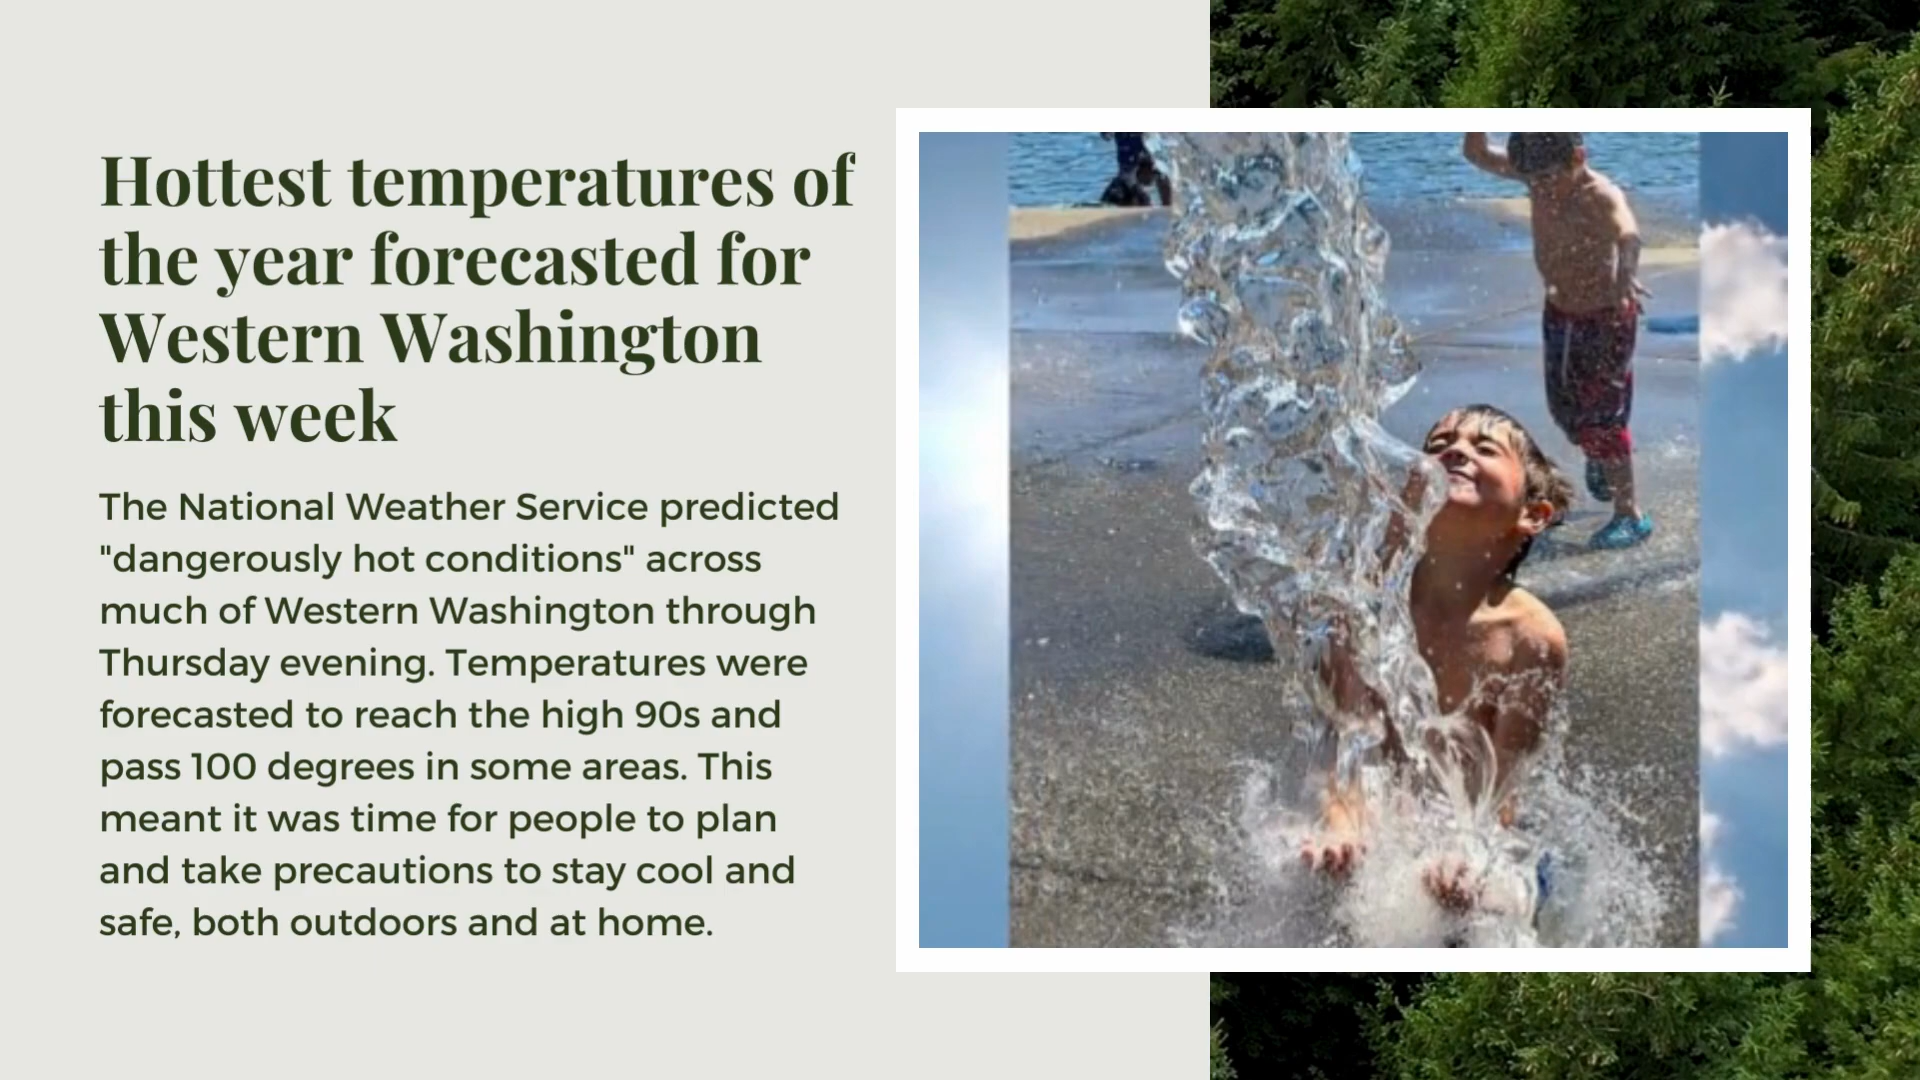 Hottest temperatures of
the year forecasted for
Western Washington
this week
The National Weather Service predicted
"dangerously hot conditions" across
much of Western Washington through
Thursday evening. Temperatures were
forecasted to reach the high 90s and
pass 100 degrees in some areas. This
meant it was time for people to plan
and take precautions to stay cool and
safe, both outdoors and at home.